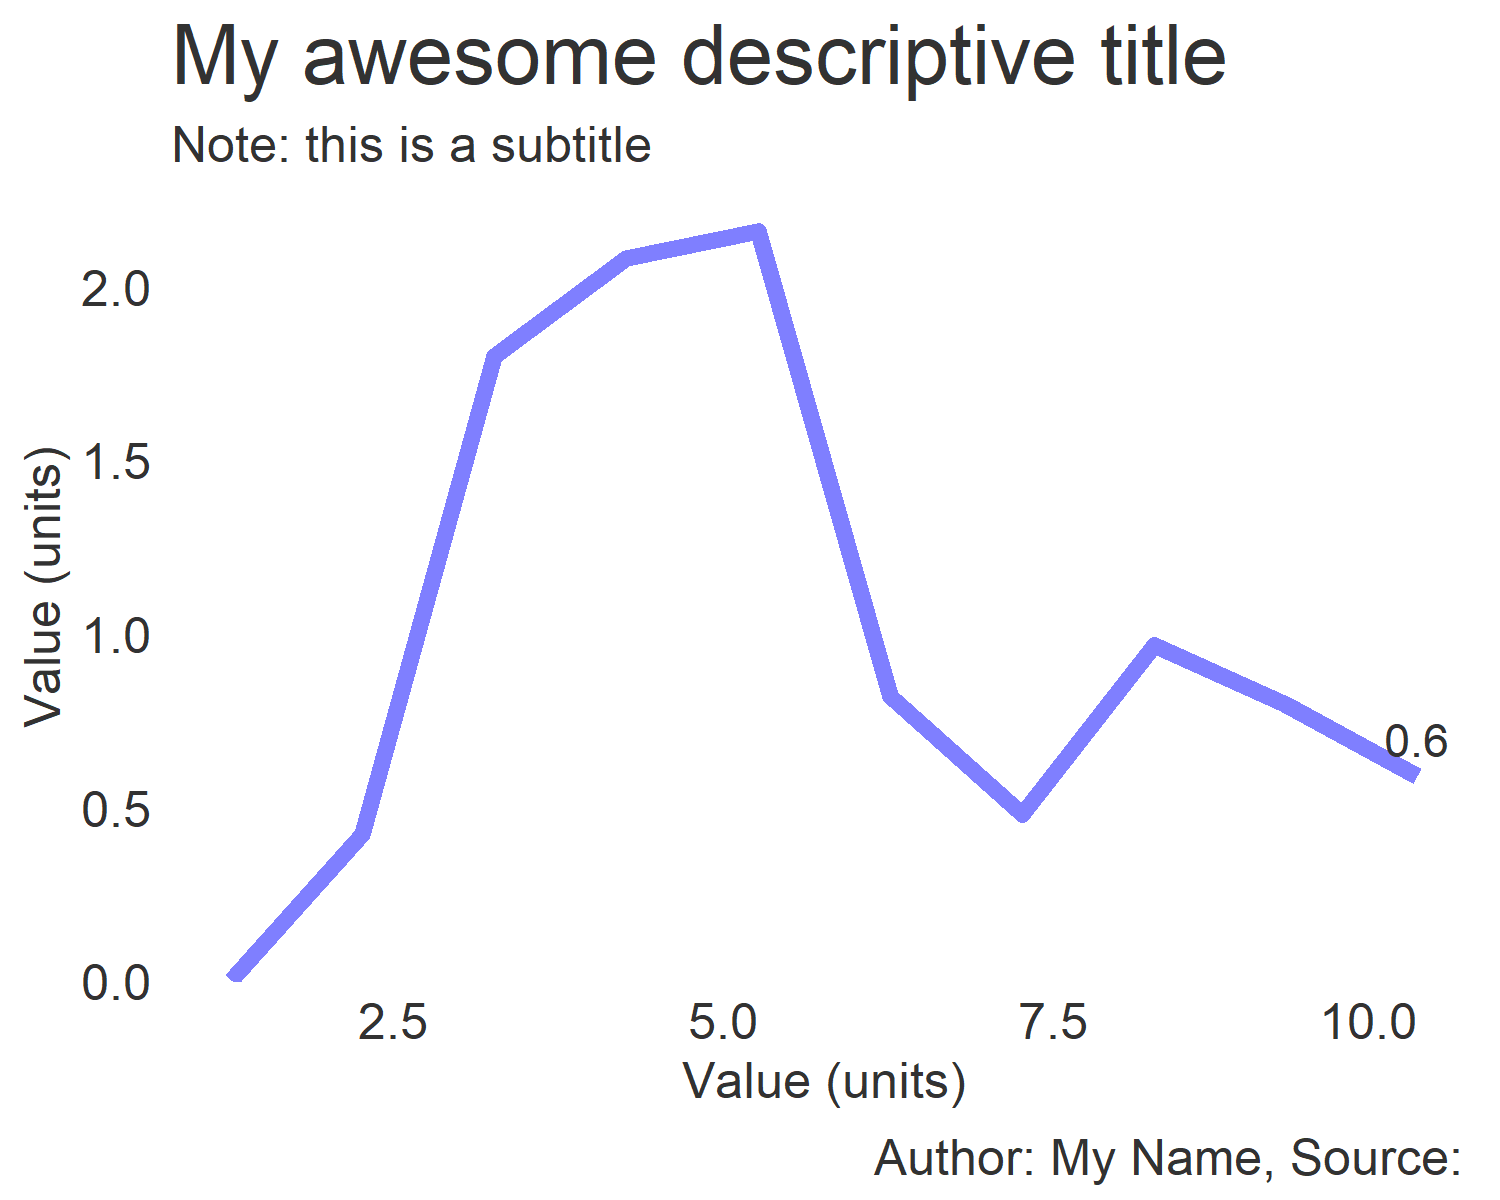 My awesome descriptive title
Note: this is a subtitle
2.0
1.5
1.0
0.5
0.0
Value (units)
0.6
2.5 5.0 7.5 10.0
Value (units)
Author: My Name, Source: